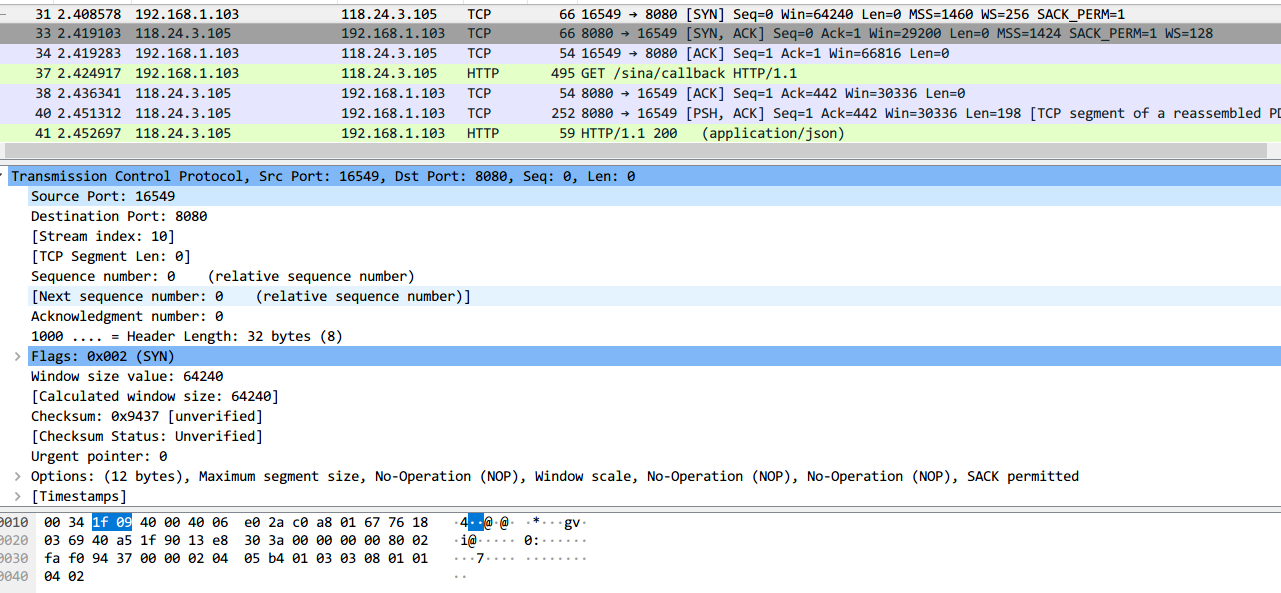 31 2.408578 192.168.1.103 118.24.3.105 TCP 66 16549 → 8080 [SYN] Seq=0 Win=64240 Len=0 MSS=1460 WS=256 SACK_PERM=1
33 2.419103 118.24.3.105 192.168.1.103 TCP 66 8080 → 16549 [SYN, ACK] Seq=0 Ack=1 Win=29200 Len=0 MSS=1424 SACK_PERM=1 WS=128
34 2.419283 192.168.1.103 118.24.3.105 TCP 54 16549 → 8080 [ACK] Seq=1 Ack=1 Win=66816 Len=0
37 2.424917 192.168.1.103 118.24.3.105 HTTP 495 GET /sina/callback HTTP/1.1
38 2.436341 118.24.3.105 192.168.1.103 TCP 54 8080 → 16549 [ACK] Seq=1 Ack=442 Win=30336 Len=0
40 2.451312 118.24.3.105 192.168.1.103 TCP 252 8080 → 16549 [PSH, ACK] Seq=1 Ack=442 Win=30336 Len=198 [TCP segment of a reassembled PD
41 2.452697 118.24.3.105 192.168.1.103 HTTP 59 HTTP/1.1 200 (application/json)
Transmission Control Protocol, Src Port: 16549, Dst Port: 8080, Seq: 0, Len: 0
Source Port: 16549
Destination Port: 8080
[Stream index: 10]
[TCP Segment Len: 0]
Sequence number: 0 (relative sequence number)
[Next sequence number: 0 (relative sequence number)]
Acknowledgment number: 0
1000 .... = Header Length: 32 bytes (8)
Flags: 0x002 (SYN)
Window size value: 64240
[Calculated window size: 64240]
Checksum: 0x9437 [unverified]
[Checksum Status: Unverified]
Urgent pointer: 0
Options: (12 bytes), Maximum segment size, No-Operation (NOP), Window scale, No-Operation (NOP), No-Operation (NOP), SACK permitted
[Timestamps]
0010 00 34 1f 09 40 00 40 06 e0 2a c0 a8 01 67 76 18 ·4··@·@· ·*···gv·
0020 03 69 40 a5 1f 90 13 e8 30 3a 00 00 00 00 80 02 ·i@····· 0:······
0030 fa f0 94 37 00 00 02 04 05 b4 01 03 03 08 01 01 ···7···· ········
0040 04 02 ··